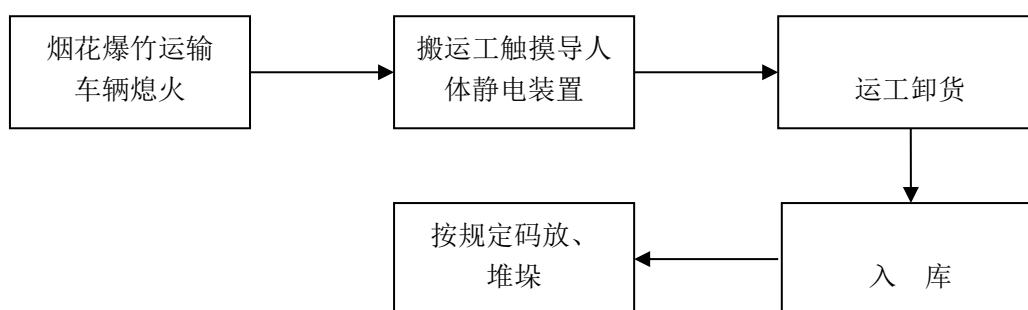 烟花爆竹运输
车辆熄火
搬运工触摸导人
体静电装置
运工卸货
按规定码放、
堆垛
入　库